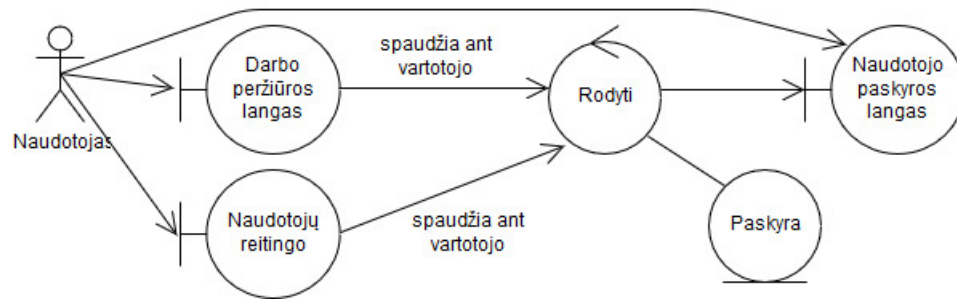 Naudotojas
Darbo
peržiūros
langas
spaudžia ant
vartotojo
Rodyti
Naudotojo
paskyros
langas
Naudotojų
reitingo
spaudžia ant
vartotojo
Paskyra